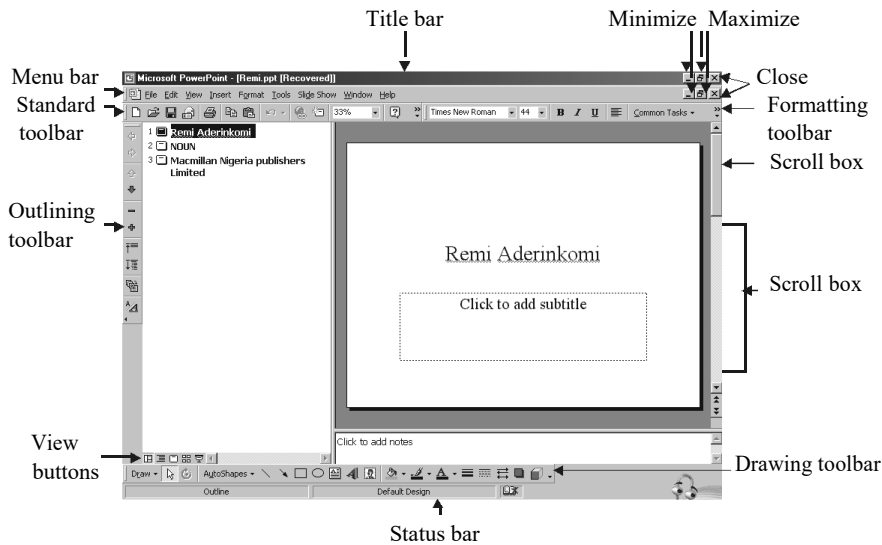 Title bar
Minimize
Maximize
Menu bar
Microsoft PowerPoint - [Remi.ppt [Recovered]]
Close
Standard
toolbar
File Edit View Insert Format Tools Slide Show Window Help
33%
Times New Roman
44
B I U
Common Tasks
Formatting
toolbar
1 Remi Aderinkomi
2 NOUN
3 Macmillan Nigeria publishers
Limited
Scroll box
Outlining
toolbar
Remi Aderinkomi
Click to add subtitle
Scroll box
View
buttons
Click to add notes
Draw
AutoShapes
A
Drawing toolbar
Outline
Default Design
Status bar